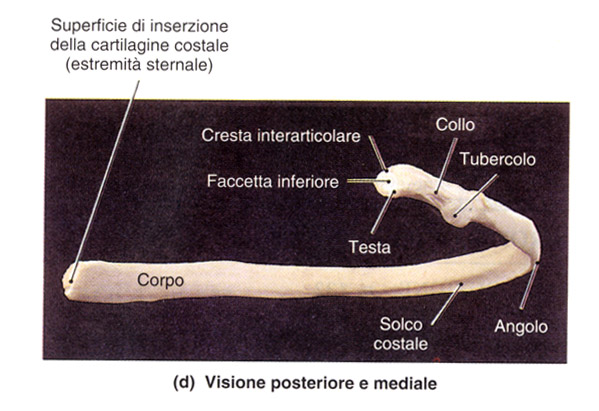 Superficie di inserzione
della cartilagine costale
(estremità sternale)
Cresta interarticolare
Collo
Tubercolo
Faccetta inferiore
Testa
Corpo
Solco
costale
Angolo
(d) Visione posteriore e mediale